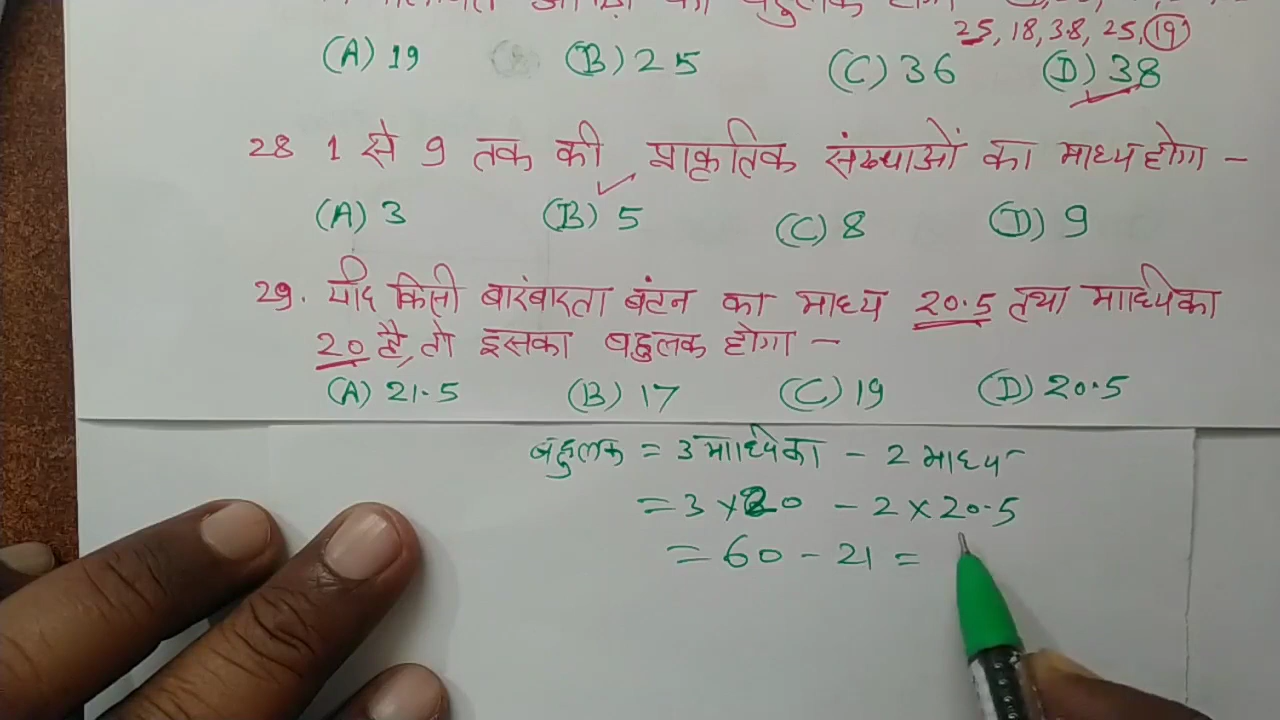 का बहुलक होगा
25, 18, 38, 25, 19
(A) 19 (B) 25 (C) 36 (D) 38
28 1 से 9 तक की प्राकृतिक संख्याओं का माध्य होगा -
(A) 3 (B) 5 (C) 8 (D) 9
29. यदि किसी बारंबारता बंटन का माध्य 20.5 तथा माध्यिका
20 है, तो इसका बहुलक होगा -
(A) 21.5 (B) 17 (C) 19 (D) 20.5
बहुलक = 3 माध्यिका - 2 माध्य
= 3 × 20 - 2 × 20.5
= 60 - 21 =